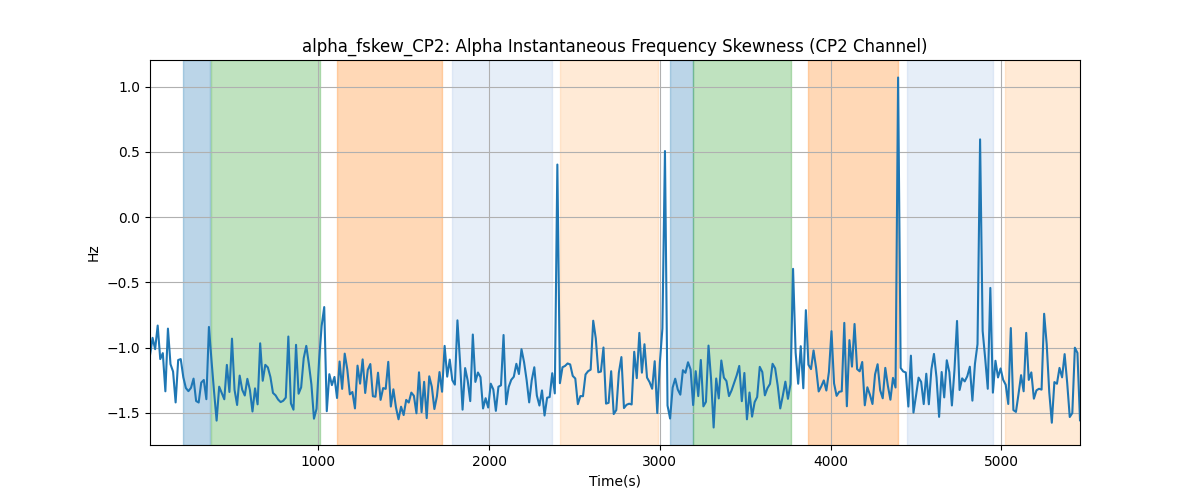 alpha_fskew_CP2: Alpha Instantaneous Frequency Skewness (CP2 Channel)
1.0
0.5
0.0
−0.5
−1.0
−1.5
Hz
1000 2000 3000 4000 5000
Time(s)